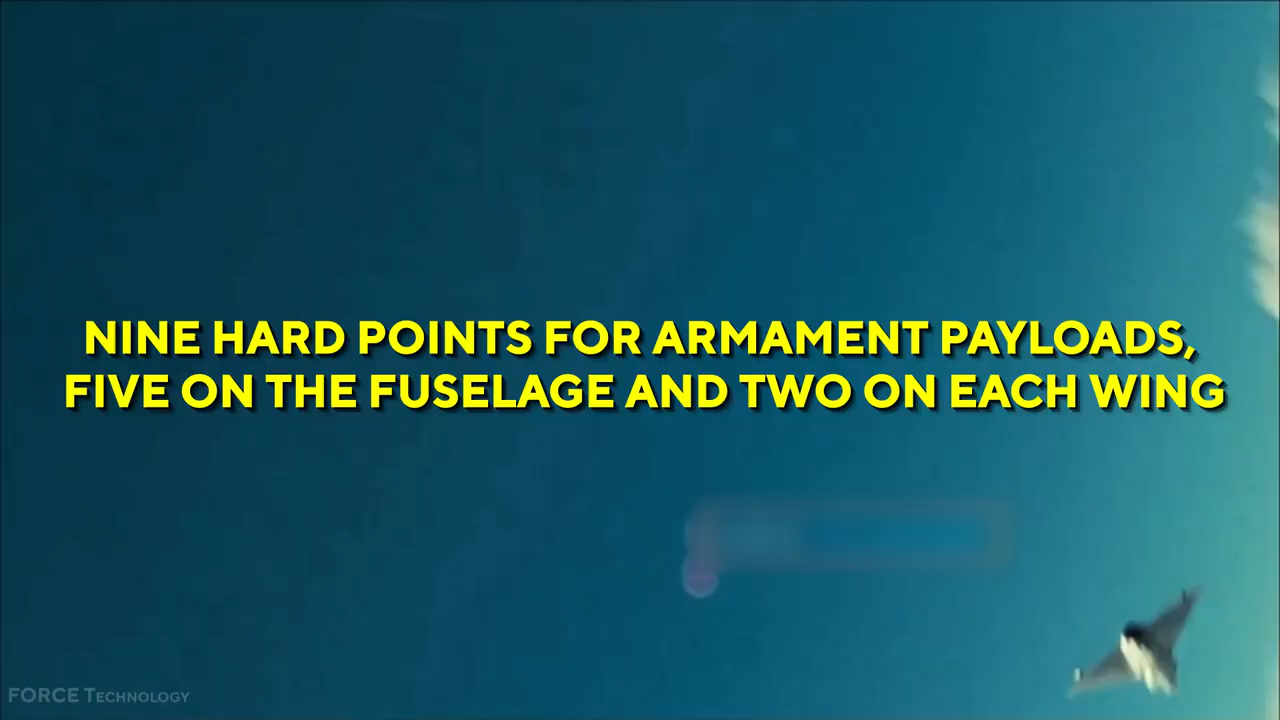 NINE HARD POINTS FOR ARMAMENT PAYLOADS,
FIVE ON THE FUSELAGE AND TWO ON EACH WING
FORCE TECHNOLOGY